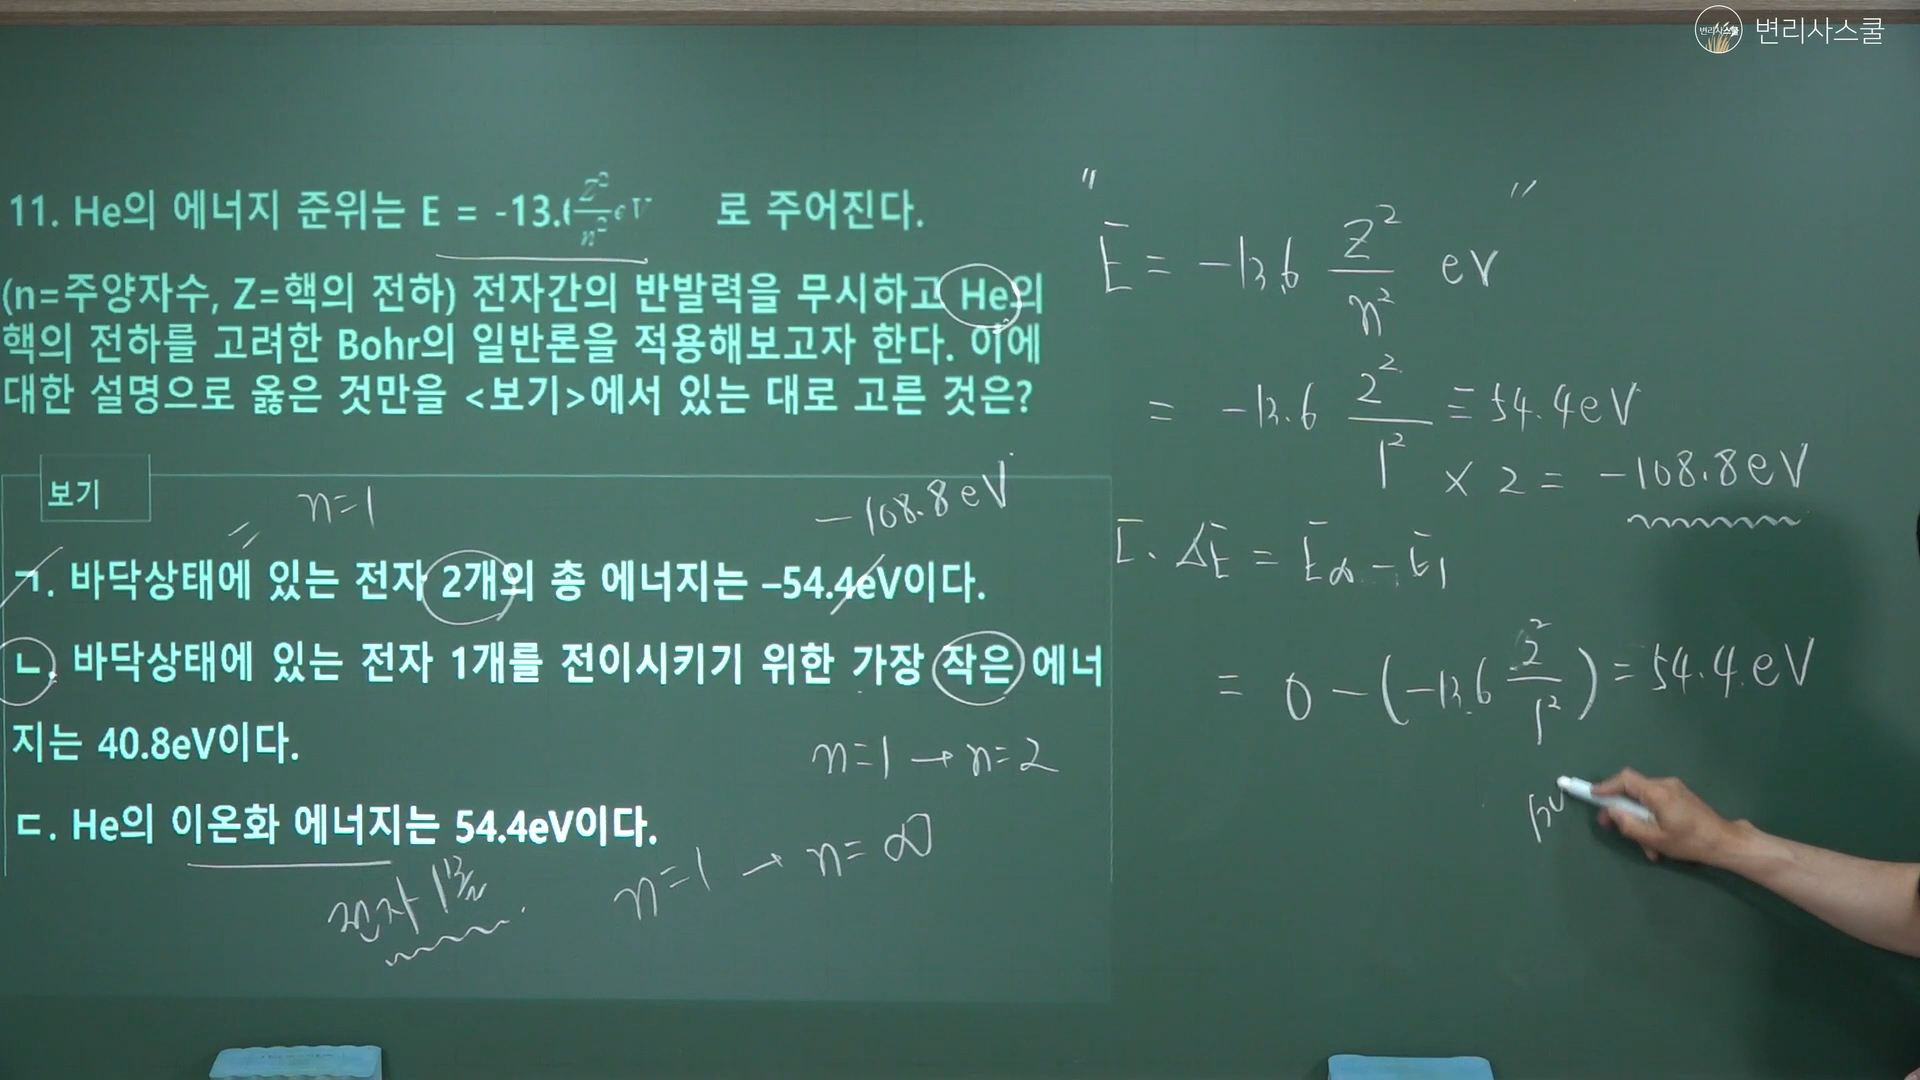 변리사스쿨
11. He의 에너지 준위는 E = -13.6 Z²/n² eV 로 주어진다.
(n=주양자수, Z=핵의 전하) 전자간의 반발력을 무시하고 He의
핵의 전하를 고려한 Bohr의 일반론을 적용해보고자 한다. 이에
대한 설명으로 옳은 것만을 <보기>에서 있는 대로 고른 것은?
보기
n=1
-108.8eV
ㄱ. 바닥상태에 있는 전자 2개의 총 에너지는 –54.4eV이다.
ㄴ. 바닥상태에 있는 전자 1개를 전이시키기 위한 가장 작은 에너
지는 40.8eV이다.
n=1 → n=2
ㄷ. He의 이온화 에너지는 54.4eV이다.
전자 1개
n=1 → n=∞
" E = -13.6 Z²/n² eV "
= -13.6 2²/1² = 54.4eV
× 2 = -108.8eV
ㄷ. ΔE = E∞ - E₁
= 0 - (-13.6 2²/1²) = 54.4eV